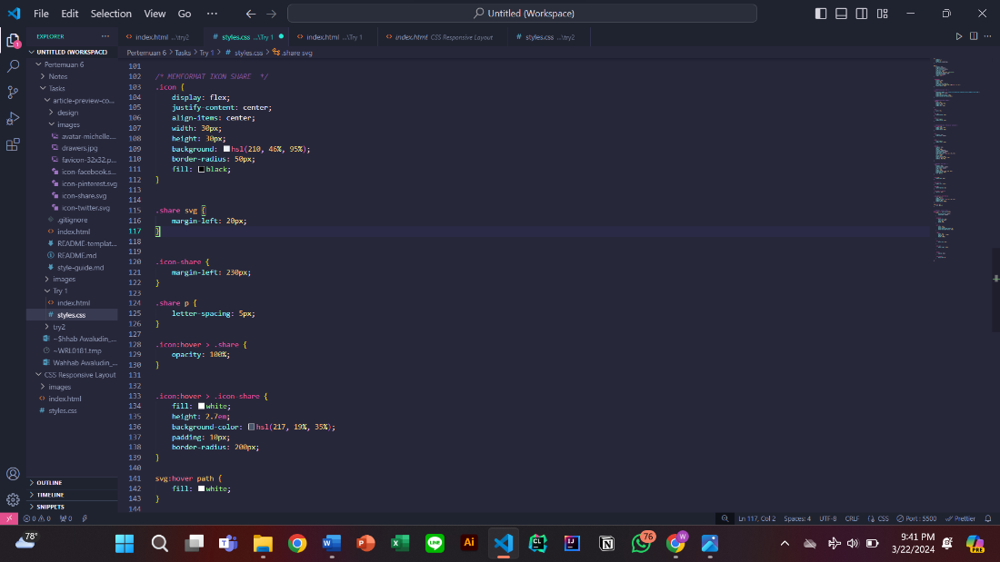 File Edit Selection View Go ··· Untitled (Workspace)
EXPLORER ···
index.html ...\try2
styles.css ...\Try 1
index.html ...\Try 1
index.html CSS Responsive Layout
styles.css ...\try2
UNTITLED (WORKSPACE)
Pertemuan 6 > Tasks > Try 1 > # styles.css > .share svg
Pertemuan 6
Notes
Tasks
article-preview-co...
design
images
avatar-michelle....
drawers.jpg
favicon-32x32.p...
icon-facebook.s...
icon-pinterest.svg
icon-share.svg
icon-twitter.svg
.gitignore
index.html
README-templat...
README.md
style-guide.md
images
Try 1
index.html
# styles.css
try2
~$hhab Awaludin_...
~WRL0181.tmp
Wahhab Awaludin_...
CSS Responsive Layout
images
index.html
# styles.css
OUTLINE
TIMELINE
SNIPPETS
101
102 /* MEMFORMAT IKON SHARE  */
103 .icon {
104     display: flex;
105     justify-content: center;
106     align-items: center;
107     width: 30px;
108     height: 30px;
109     background: hsl(210, 46%, 95%);
110     border-radius: 50px;
111     fill: black;
112 }
113
114
115 .share svg {
116     margin-left: 20px;
117 }
118
119
120 .icon-share {
121     margin-left: 230px;
122 }
123
124 .share p {
125     letter-spacing: 5px;
126 }
127
128 .icon:hover > .share {
129     opacity: 100%;
130 }
131
132
133 .icon:hover > .icon-share {
134     fill: white;
135     height: 2.7em;
136     background-color: hsl(217, 19%, 35%);
137     padding: 10px;
138     border-radius: 200px;
139 }
140
141 svg:hover path {
142     fill: white;
143 }
144
0 0 0 Ln 117, Col 2 Spaces: 4 UTF-8 CRLF CSS Port : 5500 Prettier
78°
76
9:41 PM
3/22/2024